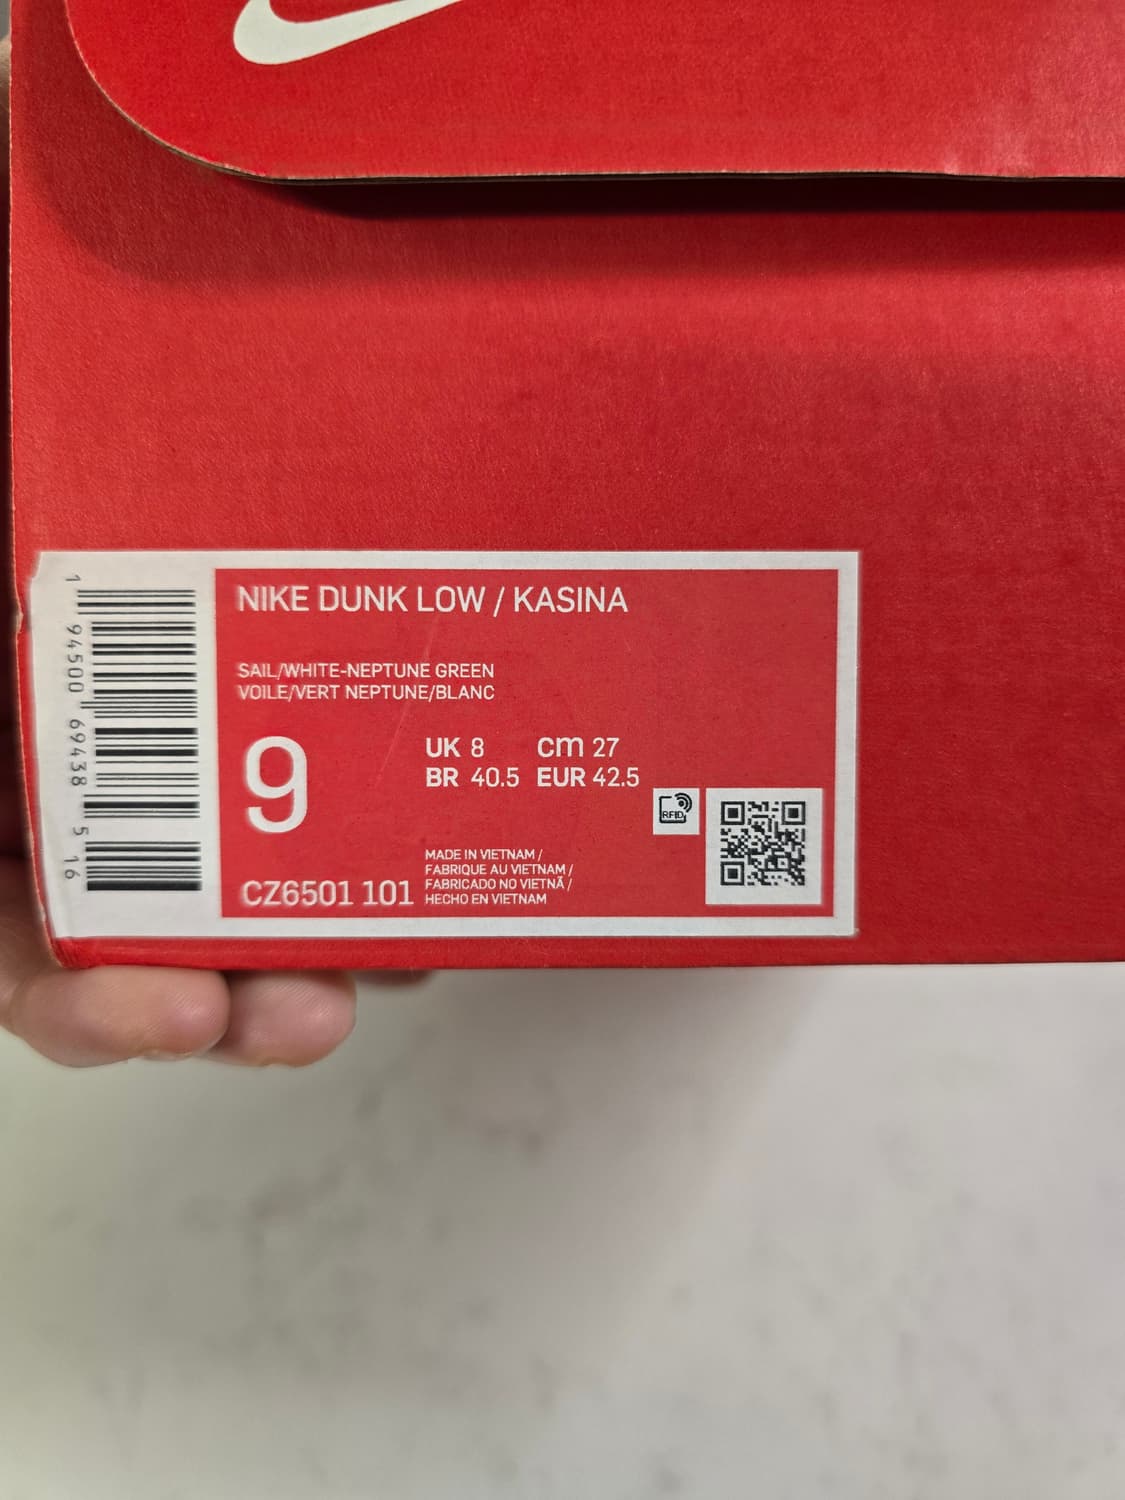 NIKE DUNK LOW / KASINA
SAIL/WHITE-NEPTUNE GREEN
VOILE/VERT NEPTUNE/BLANC
9
UK 8 cm 27
BR 40.5 EUR 42.5
RFID
CZ6501 101
MADE IN VIETNAM /
FABRIQUE AU VIETNAM /
FABRICADO NO VIETNÃ /
HECHO EN VIETNAM
1 94500 69438 5 16